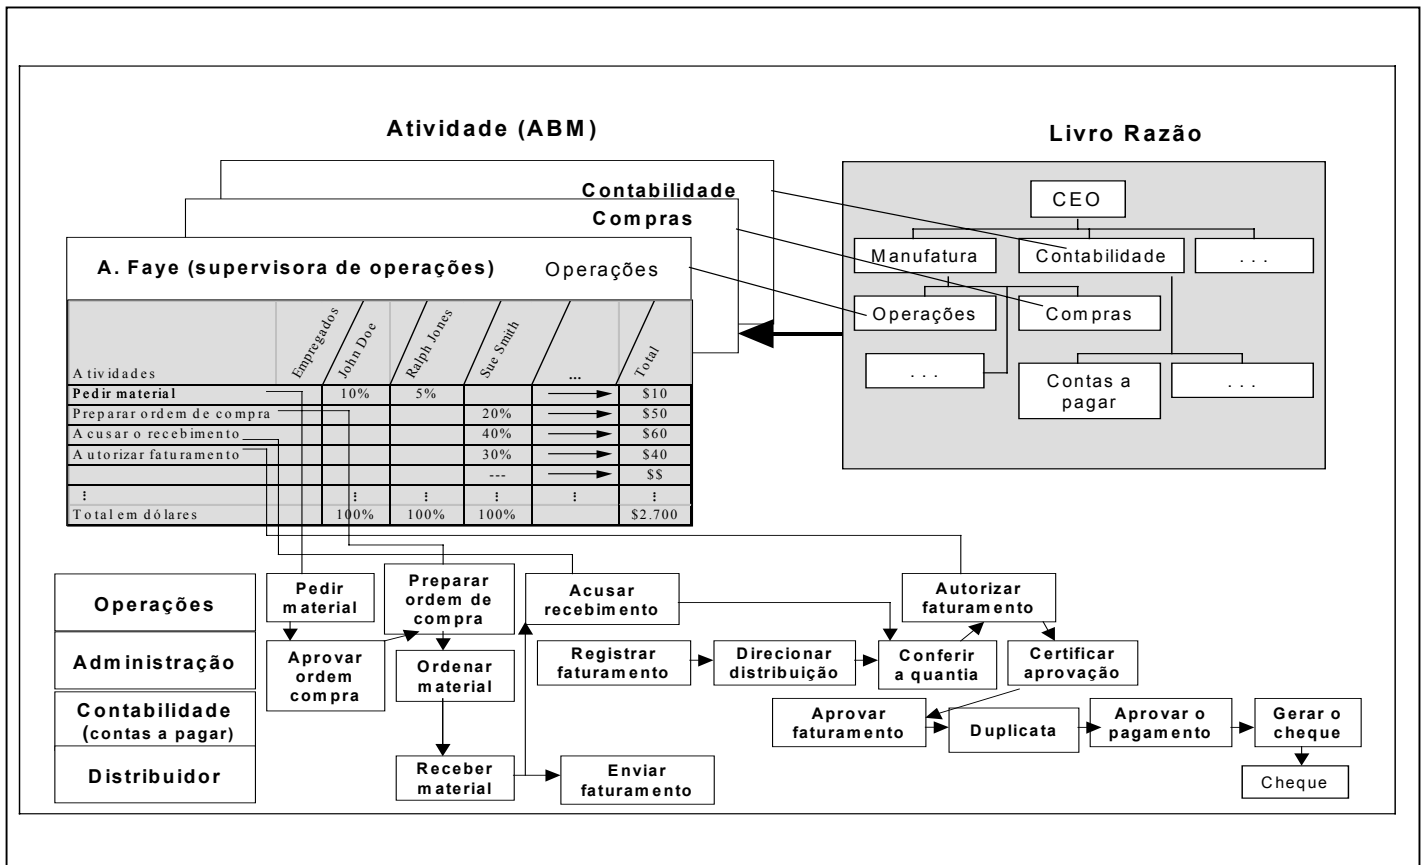 Atividade (ABM)
Livro Razão
Contabilidade
Compras
A. Faye (supervisora de operações) Operações
CEO
Manufatura Contabilidade . . .
Operações Compras
. . . Contas a pagar . . .
Atividades Empregados John Doe Ralph Jones Sue Smith ... Total
Pedir material 10% 5% $10
Preparar ordem de compra 20% $50
Acusar o recebimento 40% $60
Autorizar faturamento 30% $40
--- $$
⋮ ⋮ ⋮ ⋮ ⋮ ⋮
Total em dólares 100% 100% 100% $2.700
Operações
Administração
Contabilidade
(contas a pagar)
Distribuidor
Pedir
material
Preparar
ordem de
compra
Acusar
recebimento
Autorizar
faturamento
Aprovar
ordem
compra
Ordenar
material
Registrar
faturamento
Direcionar
distribuição
Conferir
a quantia
Certificar
aprovação
Aprovar
faturamento
Duplicata
Aprovar o
pagamento
Gerar o
cheque
Receber
material
Enviar
faturamento
Cheque